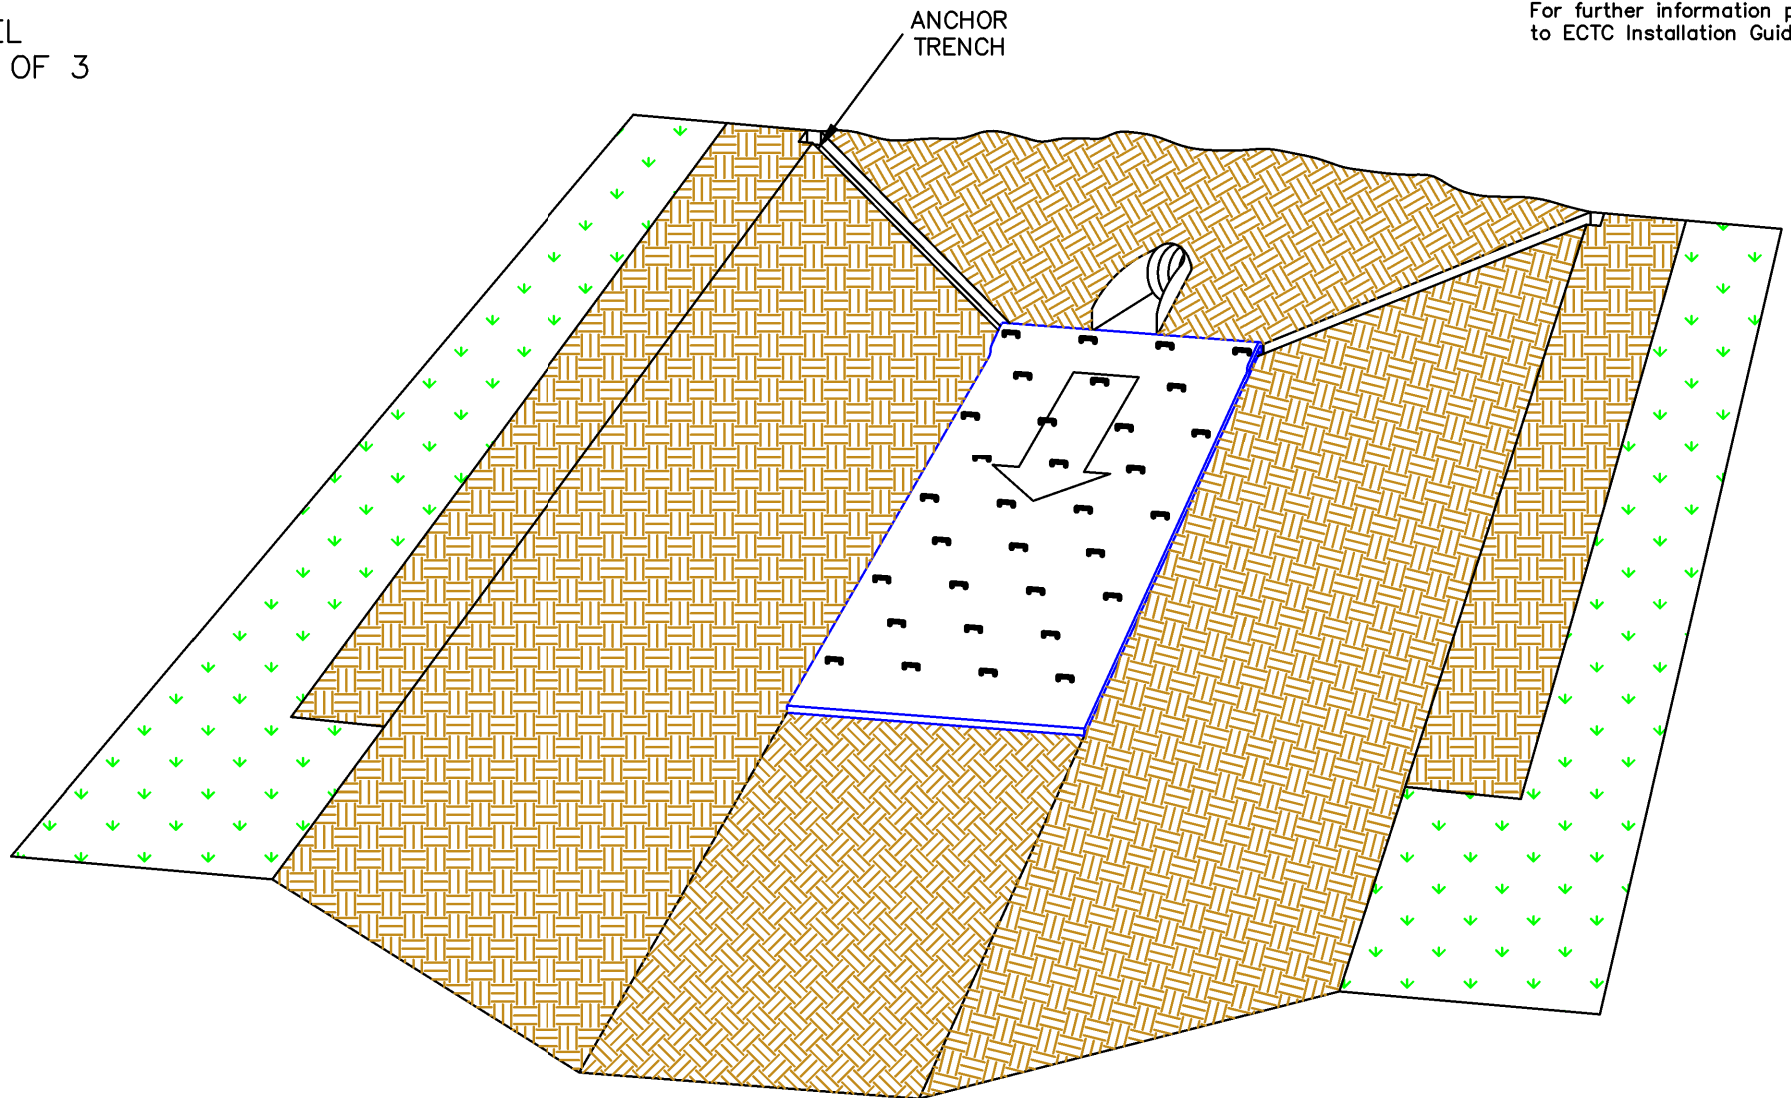 OF 3
ANCHOR
TRENCH
For further information
to ECTC Installation